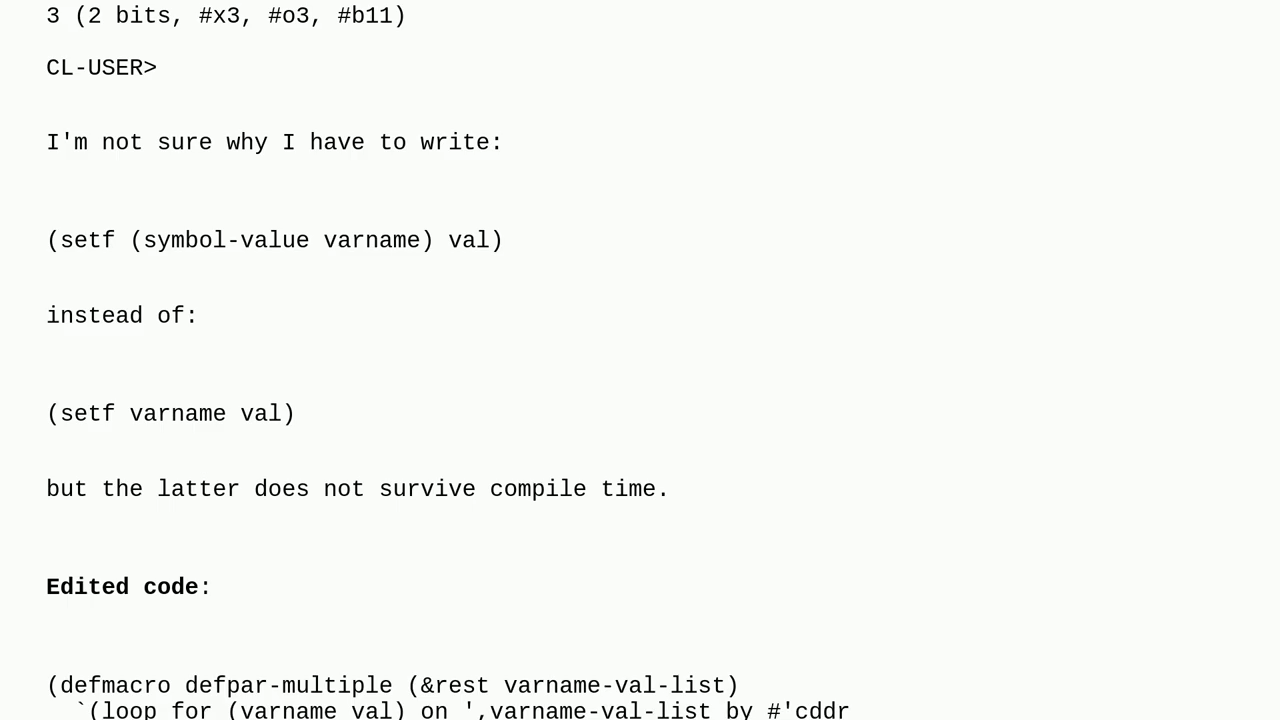 3 (2 bits, #x3, #o3, #b11)
CL-USER>
I'm not sure why I have to write:
(setf (symbol-value varname) val)
instead of:
(setf varname val)
but the latter does not survive compile time.
Edited code:
(defmacro defpar-multiple (&rest varname-val-list)
  `(loop for (varname val) on ',varname-val-list by #'cddr